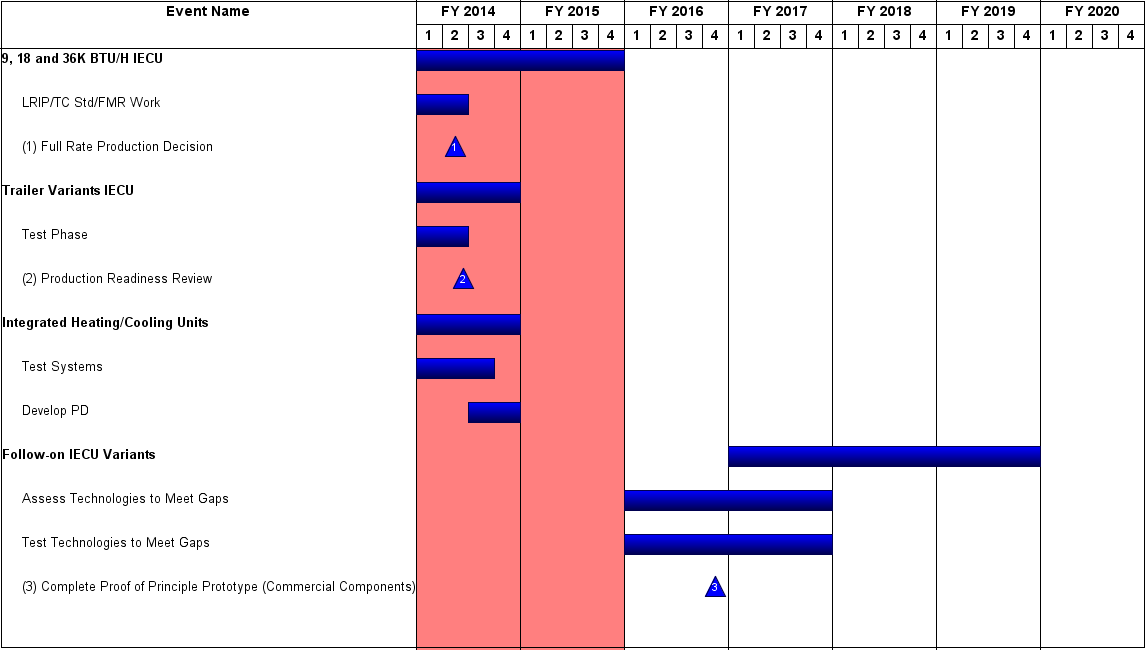 Event Name FY 2014 FY 2015 FY 2016 FY 2017 FY 2018 FY 2019 FY 2020
1 2 3 4 1 2 3 4 1 2 3 4 1 2 3 4 1 2 3 4 1 2 3 4 1 2 3 4
9, 18 and 36K BTU/H IECU
LRIP/TC Std/FMR Work
(1) Full Rate Production Decision 1
Trailer Variants IECU
Test Phase
(2) Production Readiness Review 2
Integrated Heating/Cooling Units
Test Systems
Develop PD
Follow-on IECU Variants
Assess Technologies to Meet Gaps
Test Technologies to Meet Gaps
(3) Complete Proof of Principle Prototype (Commercial Components) 3